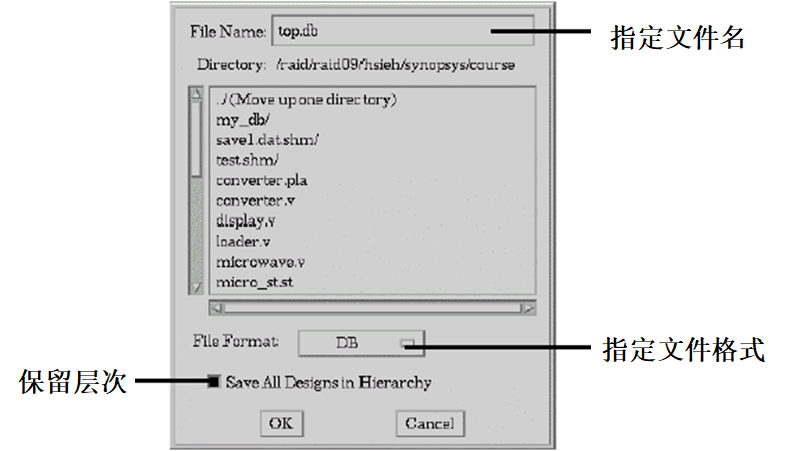 File Name: top.db
指定文件名
Directory: /raid/raid09/hsieh/synopsys/course
../(Move up one directory)
my_db/
save1.dat.shm/
test.shm/
converter.pla
converter.v
display.v
loader.v
microwave.v
micro_st.st
File Format: DB
指定文件格式
保留层次
Save All Designs in Hierarchy
OK
Cancel